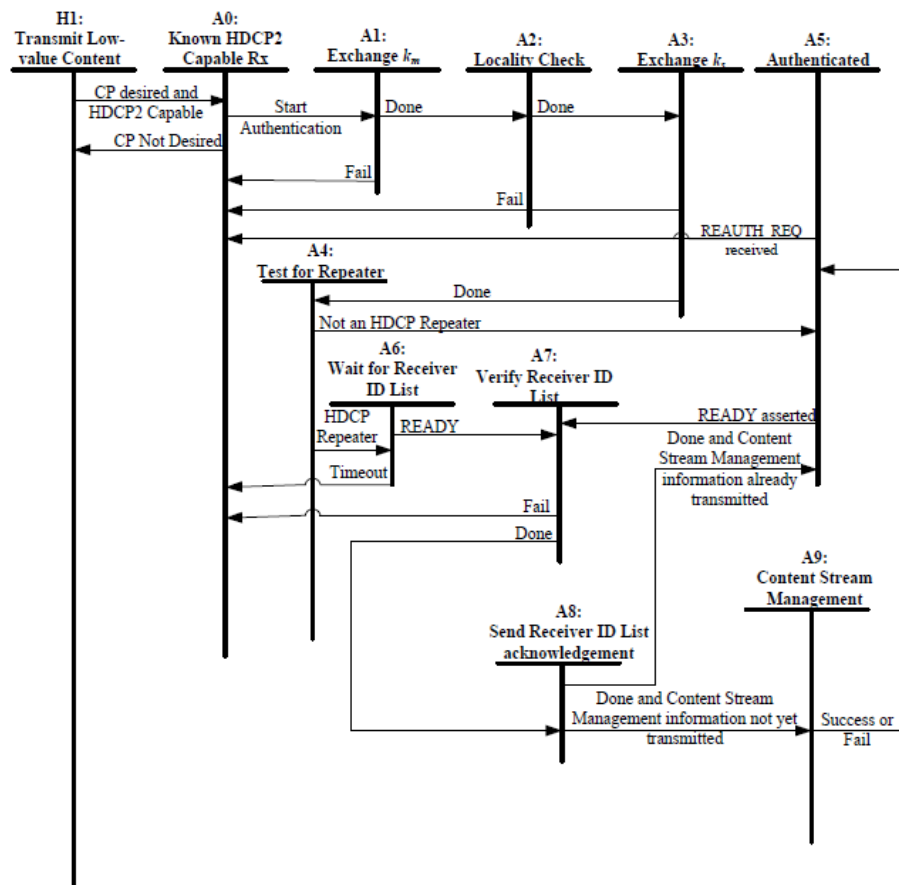 H1:
Transmit Low-
value Content
A0:
Known HDCP2
Capable Rx
A1:
Exchange km
A2:
Locality Check
A3:
Exchange ks
A5:
Authenticated
CP desired and
HDCP2 Capable
Start
Authentication
Done
Done
CP Not Desired
Fail
Fail
REAUTH_REQ
received
A4:
Test for Repeater
Done
Not an HDCP Repeater
A6:
Wait for Receiver
ID List
A7:
Verify Receiver ID
List
HDCP
Repeater
READY
READY asserted
Done and Content
Stream Management
information already
transmitted
Timeout
Fail
Done
A9:
Content Stream
Management
A8:
Send Receiver ID List
acknowledgement
Done and Content Stream
Management information not yet
transmitted
Success or
Fail